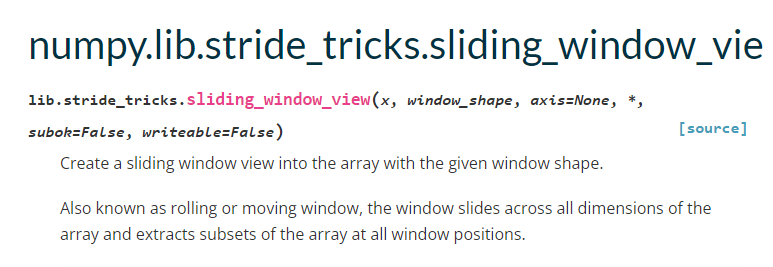 numpy.lib.stride_tricks.sliding_window_vie
lib.stride_tricks.sliding_window_view(x, window_shape, axis=None, *,
subok=False, writeable=False)
[source]
Create a sliding window view into the array with the given window shape.
Also known as rolling or moving window, the window slides across all dimensions of the
array and extracts subsets of the array at all window positions.